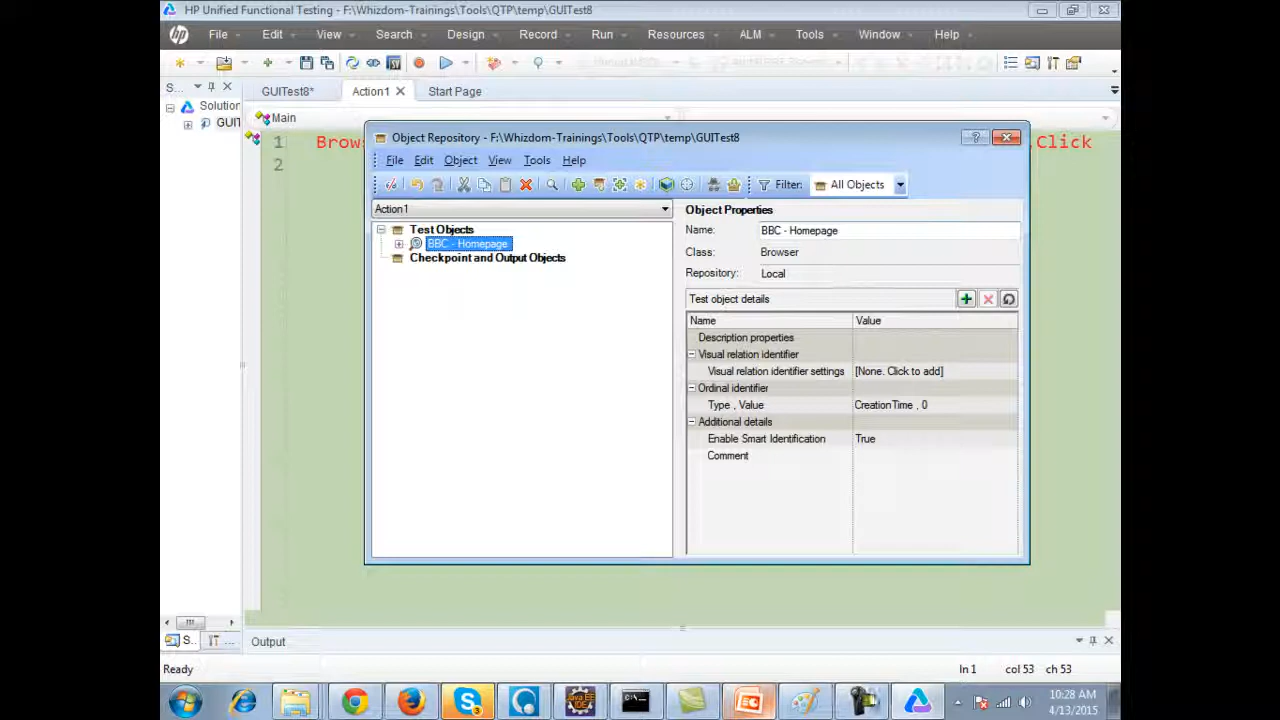 HP Unified Functional Testing - F:\Whizdom-Trainings\Tools\QTP\temp\GUITest8
File Edit View Search Design Record Run Resources ALM Tools Window Help
S... GUITest8* Action1 Start Page
Solution
GUIT
Main
1 Brow Click
2
Object Repository - F:\Whizdom-Trainings\Tools\QTP\temp\GUITest8
File Edit Object View Tools Help
Filter: All Objects
Action1
Test Objects
BBC - Homepage
Checkpoint and Output Objects
Object Properties
Name: BBC - Homepage
Class: Browser
Repository: Local
Test object details
Name Value
Description properties
Visual relation identifier
Visual relation identifier settings [None. Click to add]
Ordinal identifier
Type , Value CreationTime , 0
Additional details
Enable Smart Identification True
Comment
S... ...
Output
Ready ln 1 col 53 ch 53
10:28 AM
4/13/2015